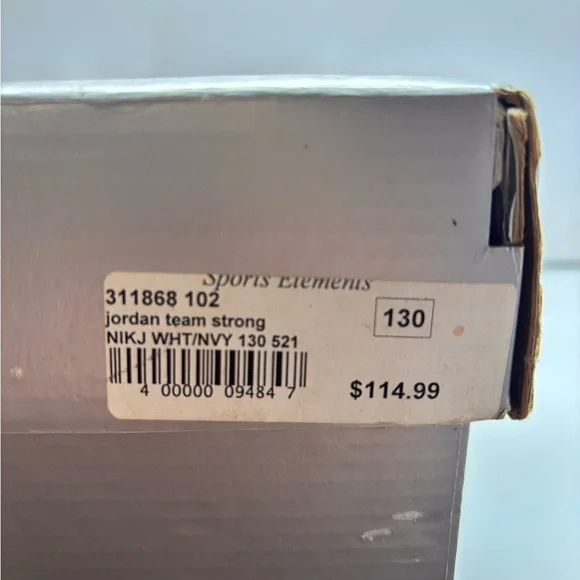 Sports Elements
311868 102
jordan team strong
130
NIKJ WHT/NVY 130 521
4 00000 09484 7
$114.99